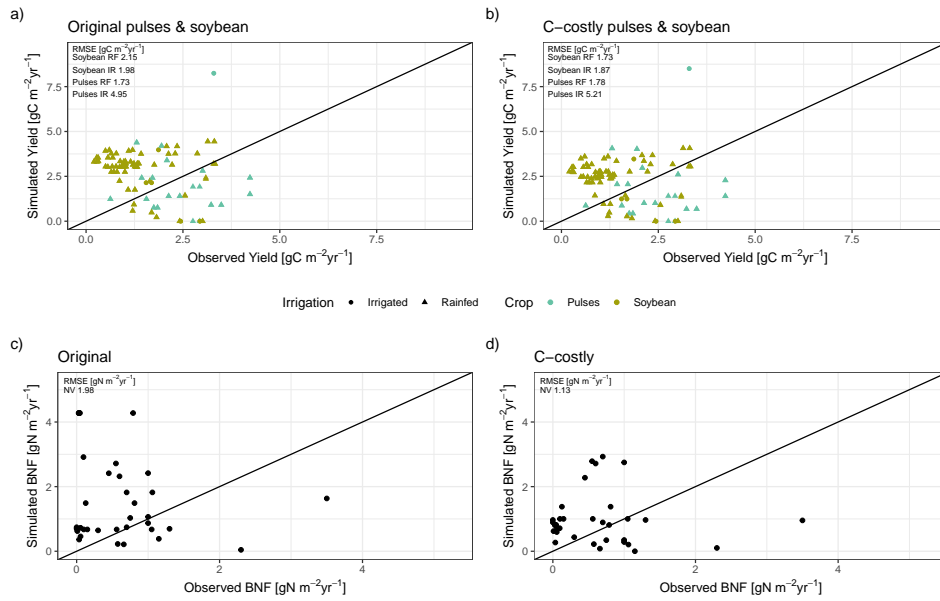 a)
Original pulses & soybean
RMSE [gC m⁻²yr⁻¹]
Soybean RF 2.15
Soybean IR 1.98
Pulses RF 1.73
Pulses IR 4.95
7.5
5.0
2.5
0.0
Simulated Yield [gC m⁻²yr⁻¹]
0.0 2.5 5.0 7.5
Observed Yield [gC m⁻²yr⁻¹]
b)
C−costly pulses & soybean
RMSE [gC m⁻²yr⁻¹]
Soybean RF 1.73
Soybean IR 1.87
Pulses RF 1.78
Pulses IR 5.21
7.5
5.0
2.5
0.0
Simulated Yield [gC m⁻²yr⁻¹]
0.0 2.5 5.0 7.5
Observed Yield [gC m⁻²yr⁻¹]
Irrigation Irrigated Rainfed Crop Pulses Soybean
c)
Original
RMSE [gN m⁻²yr⁻¹]
NV 1.98
4
2
0
Simulated BNF [gN m⁻²yr⁻¹]
0 2 4
Observed BNF [gN m⁻²yr⁻¹]
d)
C−costly
RMSE [gN m⁻²yr⁻¹]
NV 1.13
4
2
0
Simulated BNF [gN m⁻²yr⁻¹]
0 2 4
Observed BNF [gN m⁻²yr⁻¹]